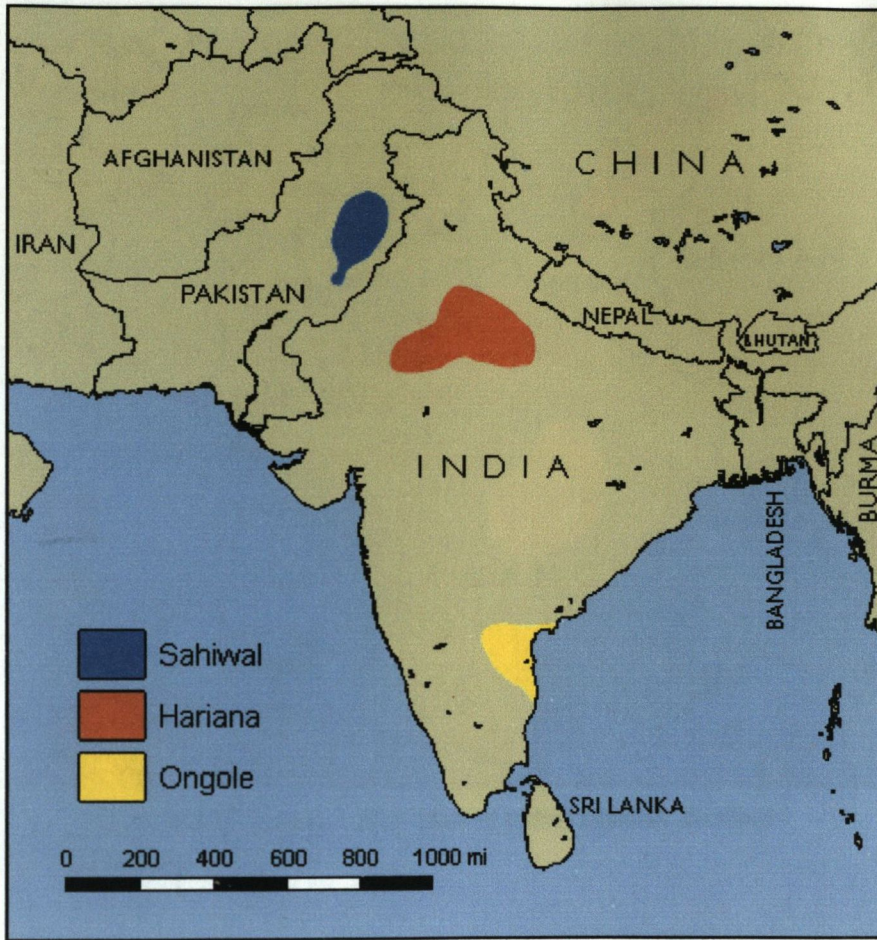 AFGHANISTAN
CHINA
IRAN
PAKISTAN
NEPAL
BHUTAN
INDIA
BANGLADESH
BURMA
Sahiwal
Hariana
Ongole
SRI LANKA
0 200 400 600 800 1000 mi